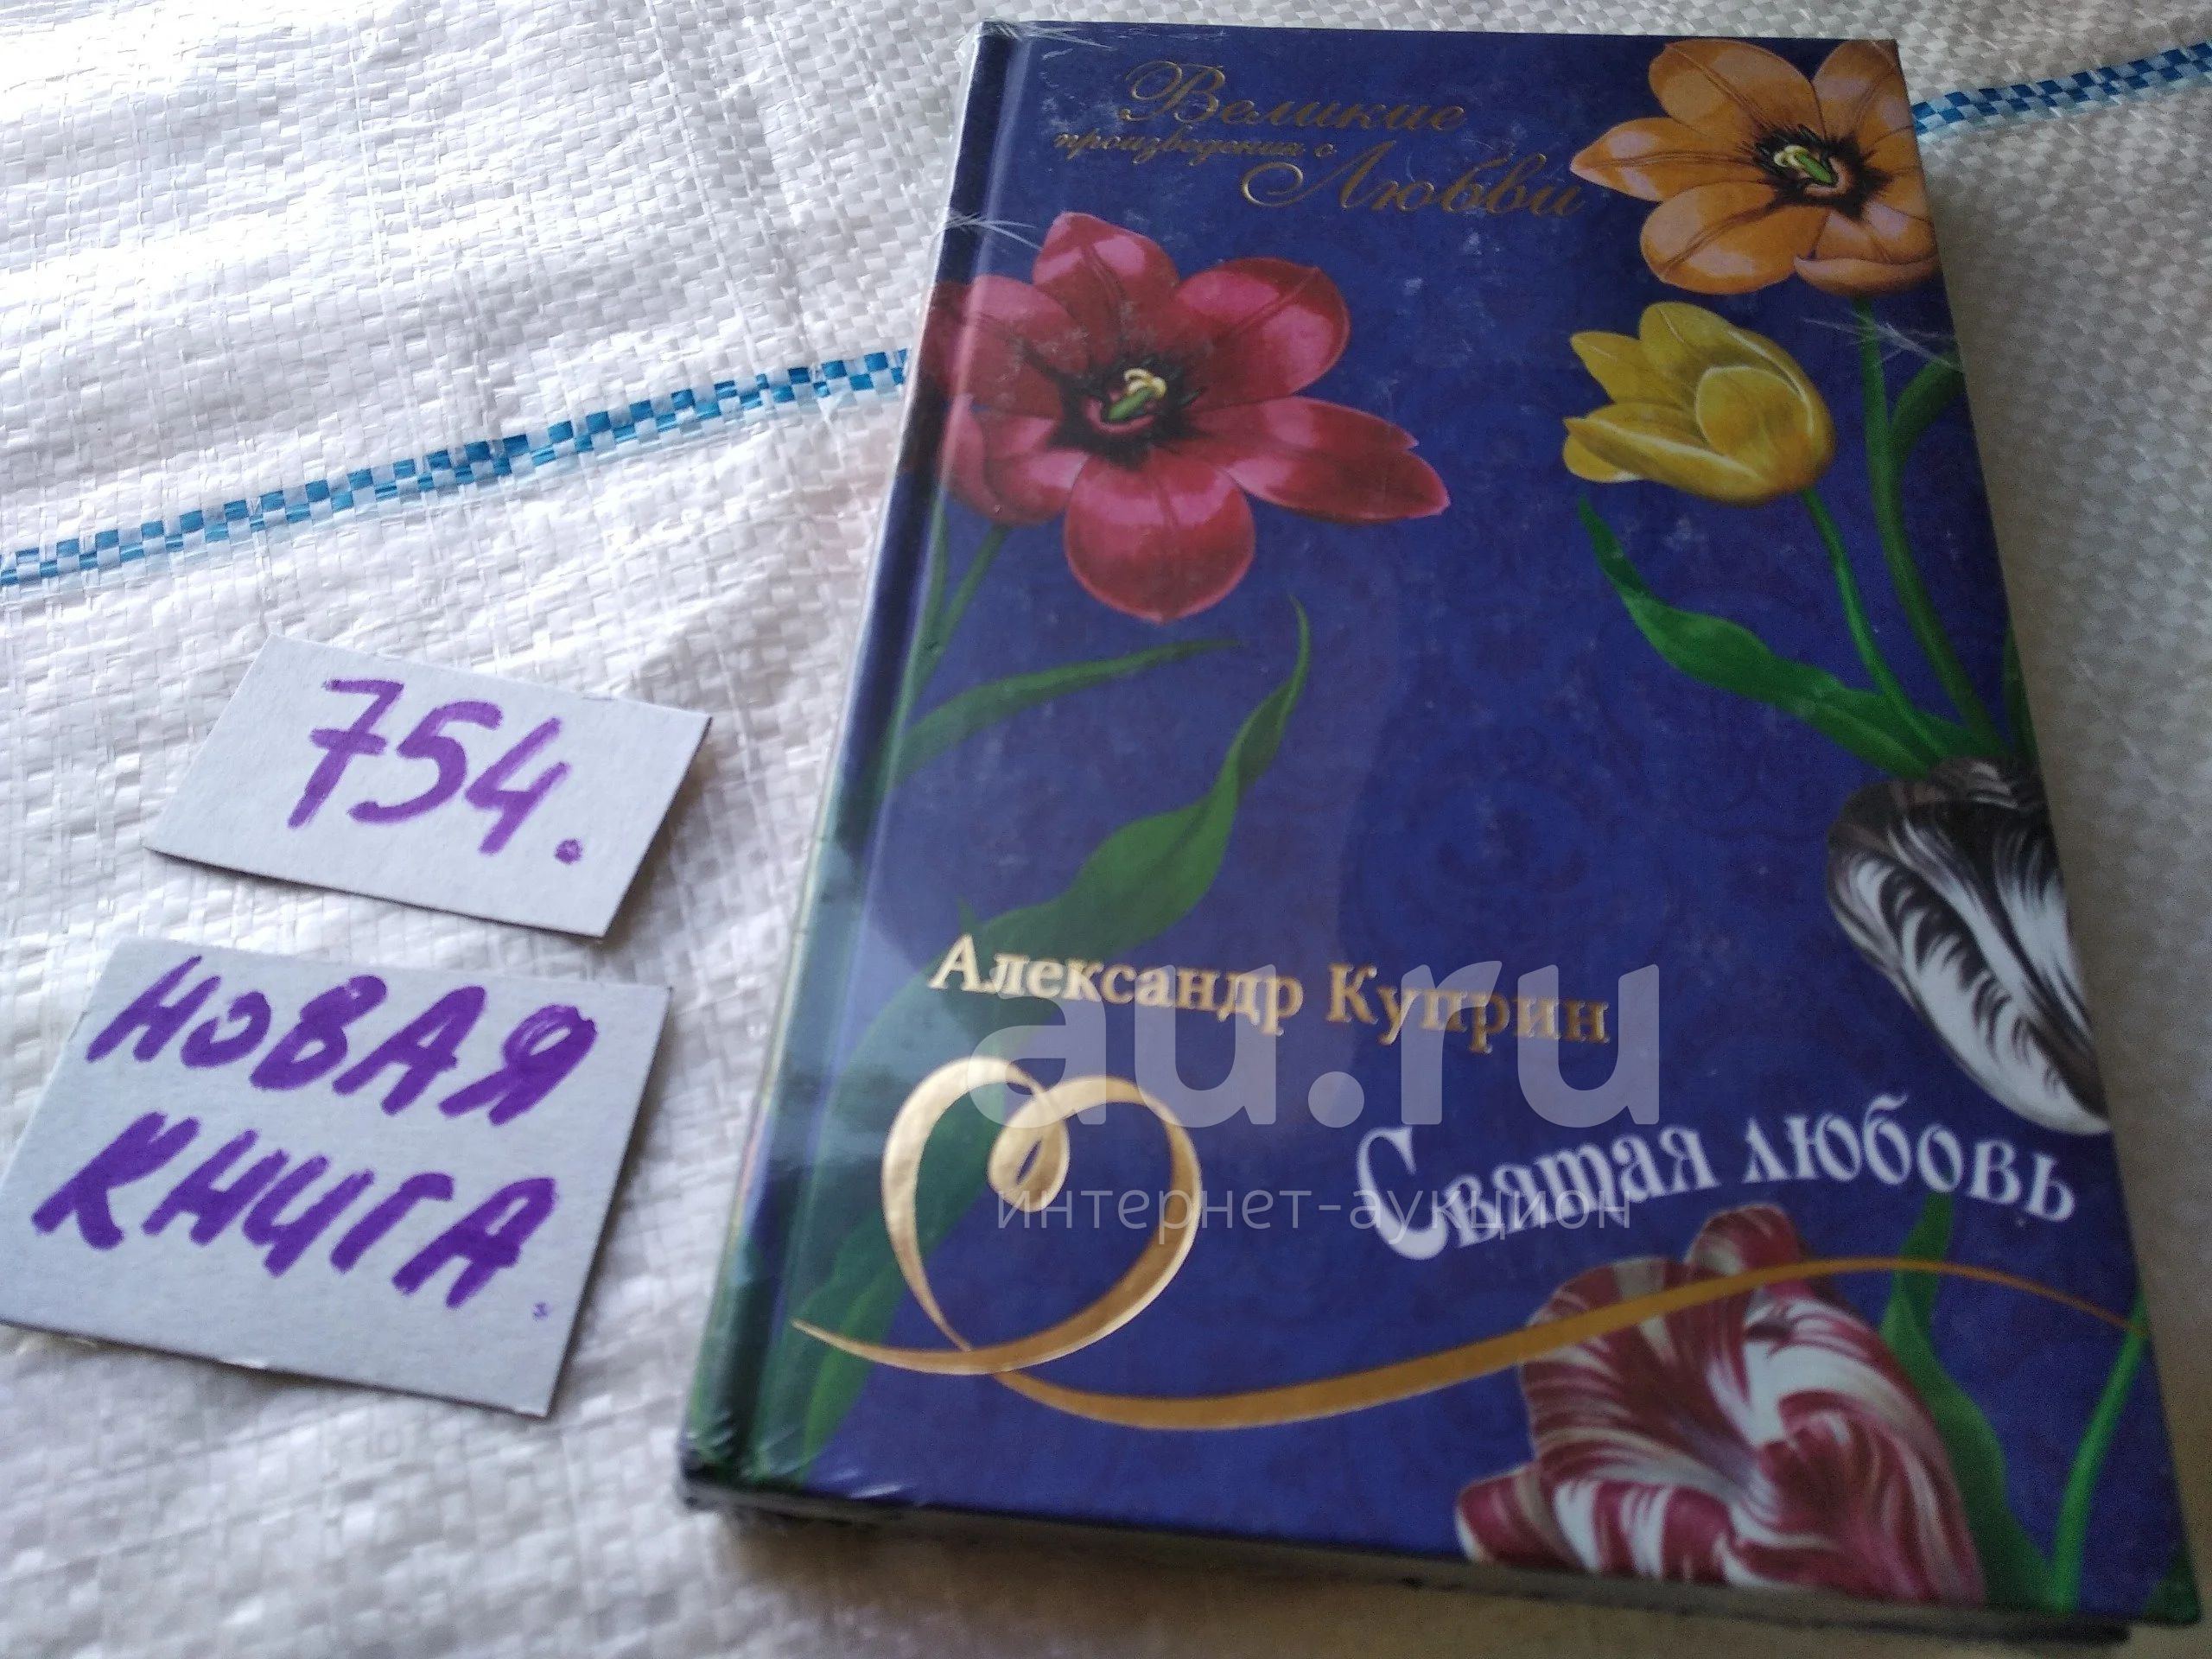 Великие
произведения о
Любви
754.
НОВАЯ
КНИГА.
Александр Куприн
au.ru
интернет-аукцион
Святая любовь